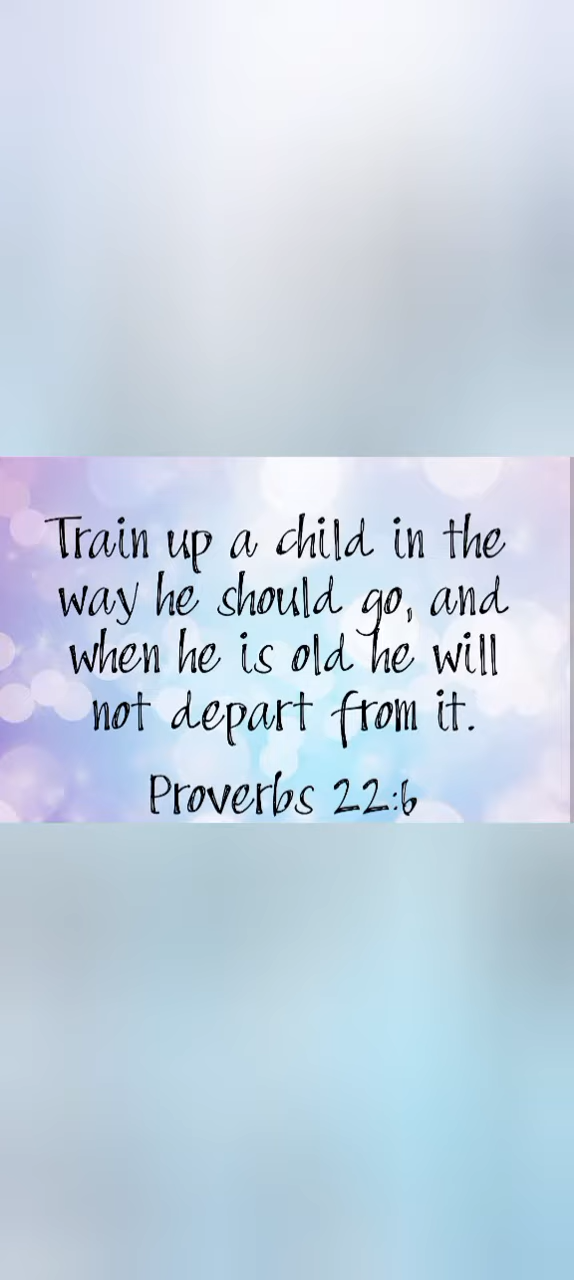 Train up a child in the
way he should go, and
when he is old he will
not depart from it.
Proverbs 22:6